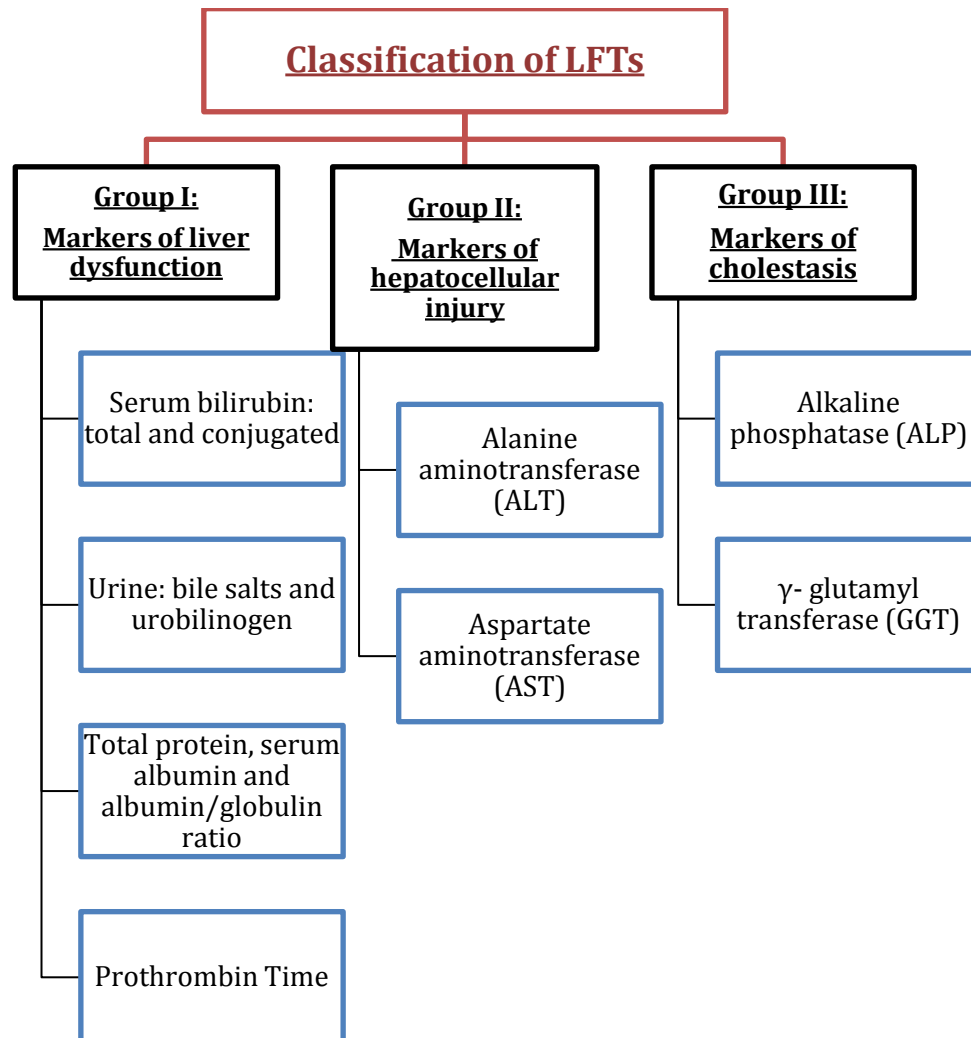 Classification of LFTs
Group I:
Markers of liver
dysfunction
Serum bilirubin:
total and conjugated
Urine: bile salts and
urobilinogen
Total protein, serum
albumin and
albumin/globulin
ratio
Prothrombin Time
Group II:
Markers of
hepatocellular
injury
Alanine
aminotransferase
(ALT)
Aspartate
aminotransferase
(AST)
Group III:
Markers of
cholestasis
Alkaline
phosphatase (ALP)
γ- glutamyl
transferase (GGT)